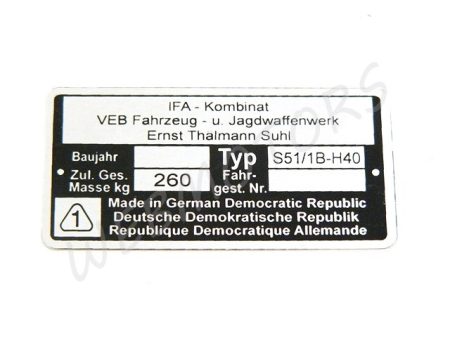 IFA - Kombinat
VEB Fahrzeug - u. Jagdwaffenwerk
Ernst Thalmann Suhl
Baujahr Typ S51/1B-H40
Zul. Ges. Masse kg 260 Fahr- gest. Nr.
1 Made in German Democratic Republic
Deutsche Demokratische Republik
Republique Democratique Allemande